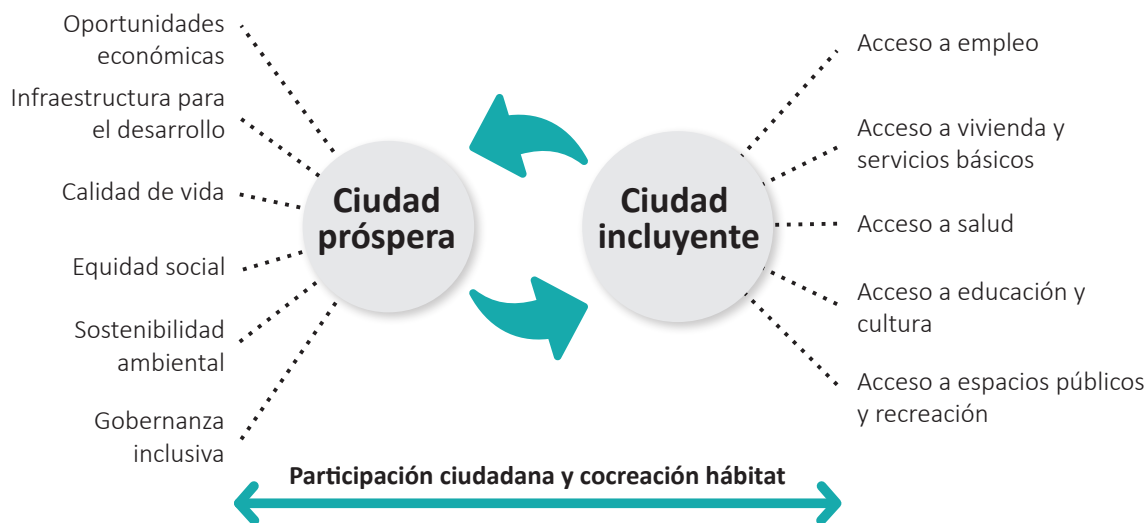 Oportunidades
económicas
Infraestructura para
el desarrollo
Calidad de vida
Equidad social
Sostenibilidad
ambiental
Gobernanza
inclusiva
Ciudad
próspera
Ciudad
incluyente
Acceso a empleo
Acceso a vivienda y
servicios básicos
Acceso a salud
Acceso a educación y
cultura
Acceso a espacios públicos
y recreación
Participación ciudadana y cocreación hábitat